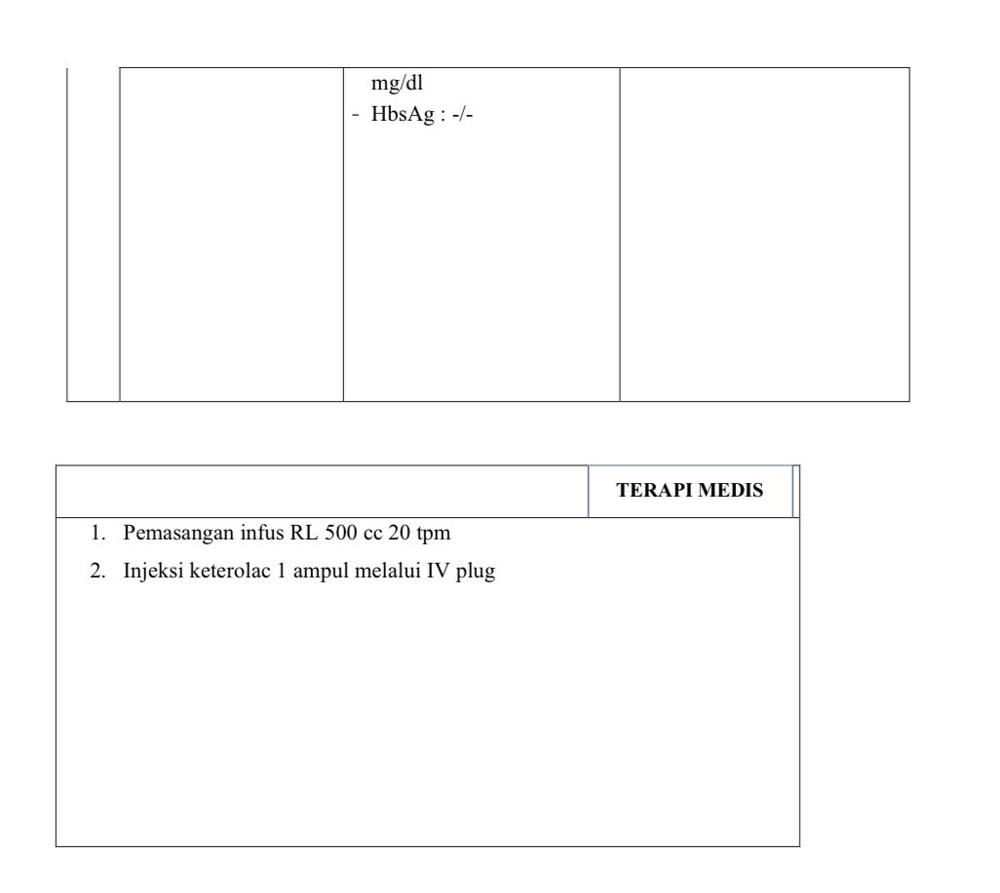 mg/dl
- HbsAg : -/-
TERAPI MEDIS
1. Pemasangan infus RL 500 cc 20 tpm
2. Injeksi keterolac 1 ampul melalui IV plug